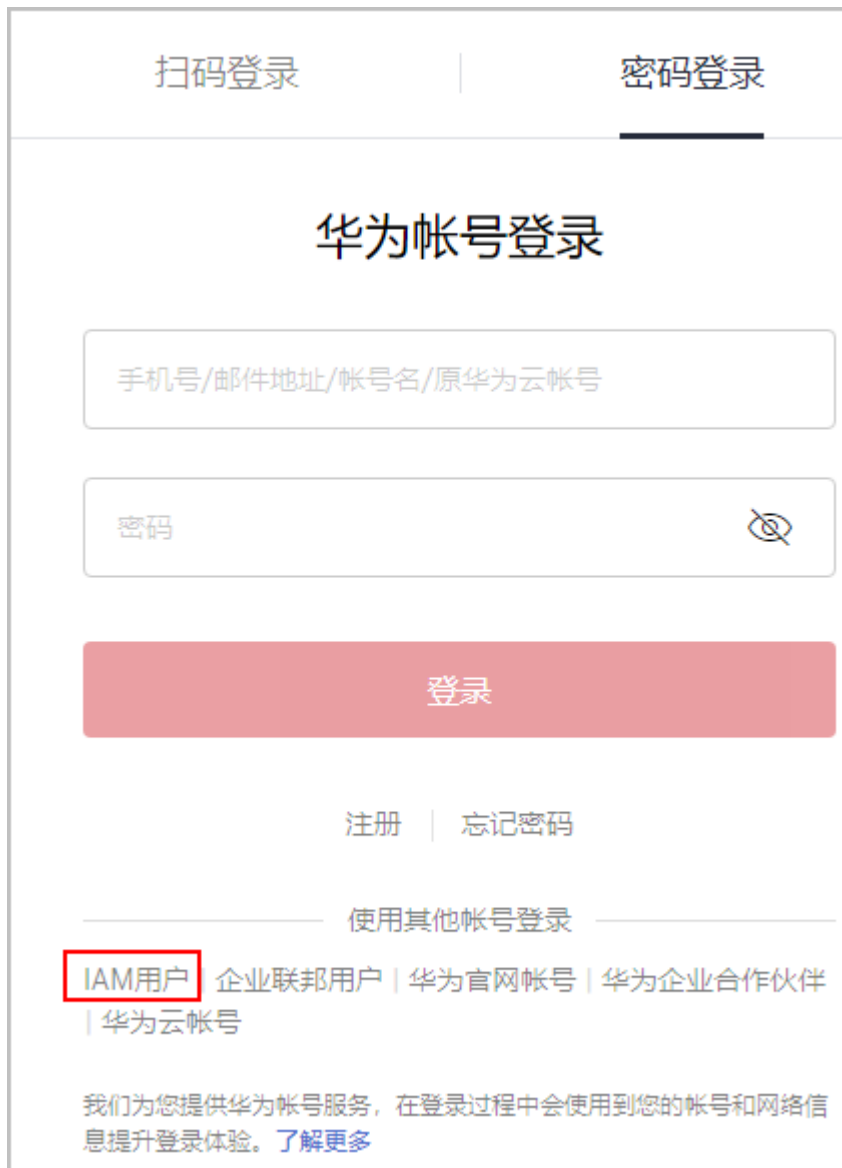 扫码登录 | 密码登录
华为帐号登录
手机号/邮件地址/帐号名/原华为云帐号
密码
登录
注册 | 忘记密码
使用其他帐号登录
IAM用户 | 企业联邦用户 | 华为官网帐号 | 华为企业合作伙伴
| 华为云帐号
我们为您提供华为帐号服务，在登录过程中会使用到您的帐号和网络信
息提升登录体验。了解更多